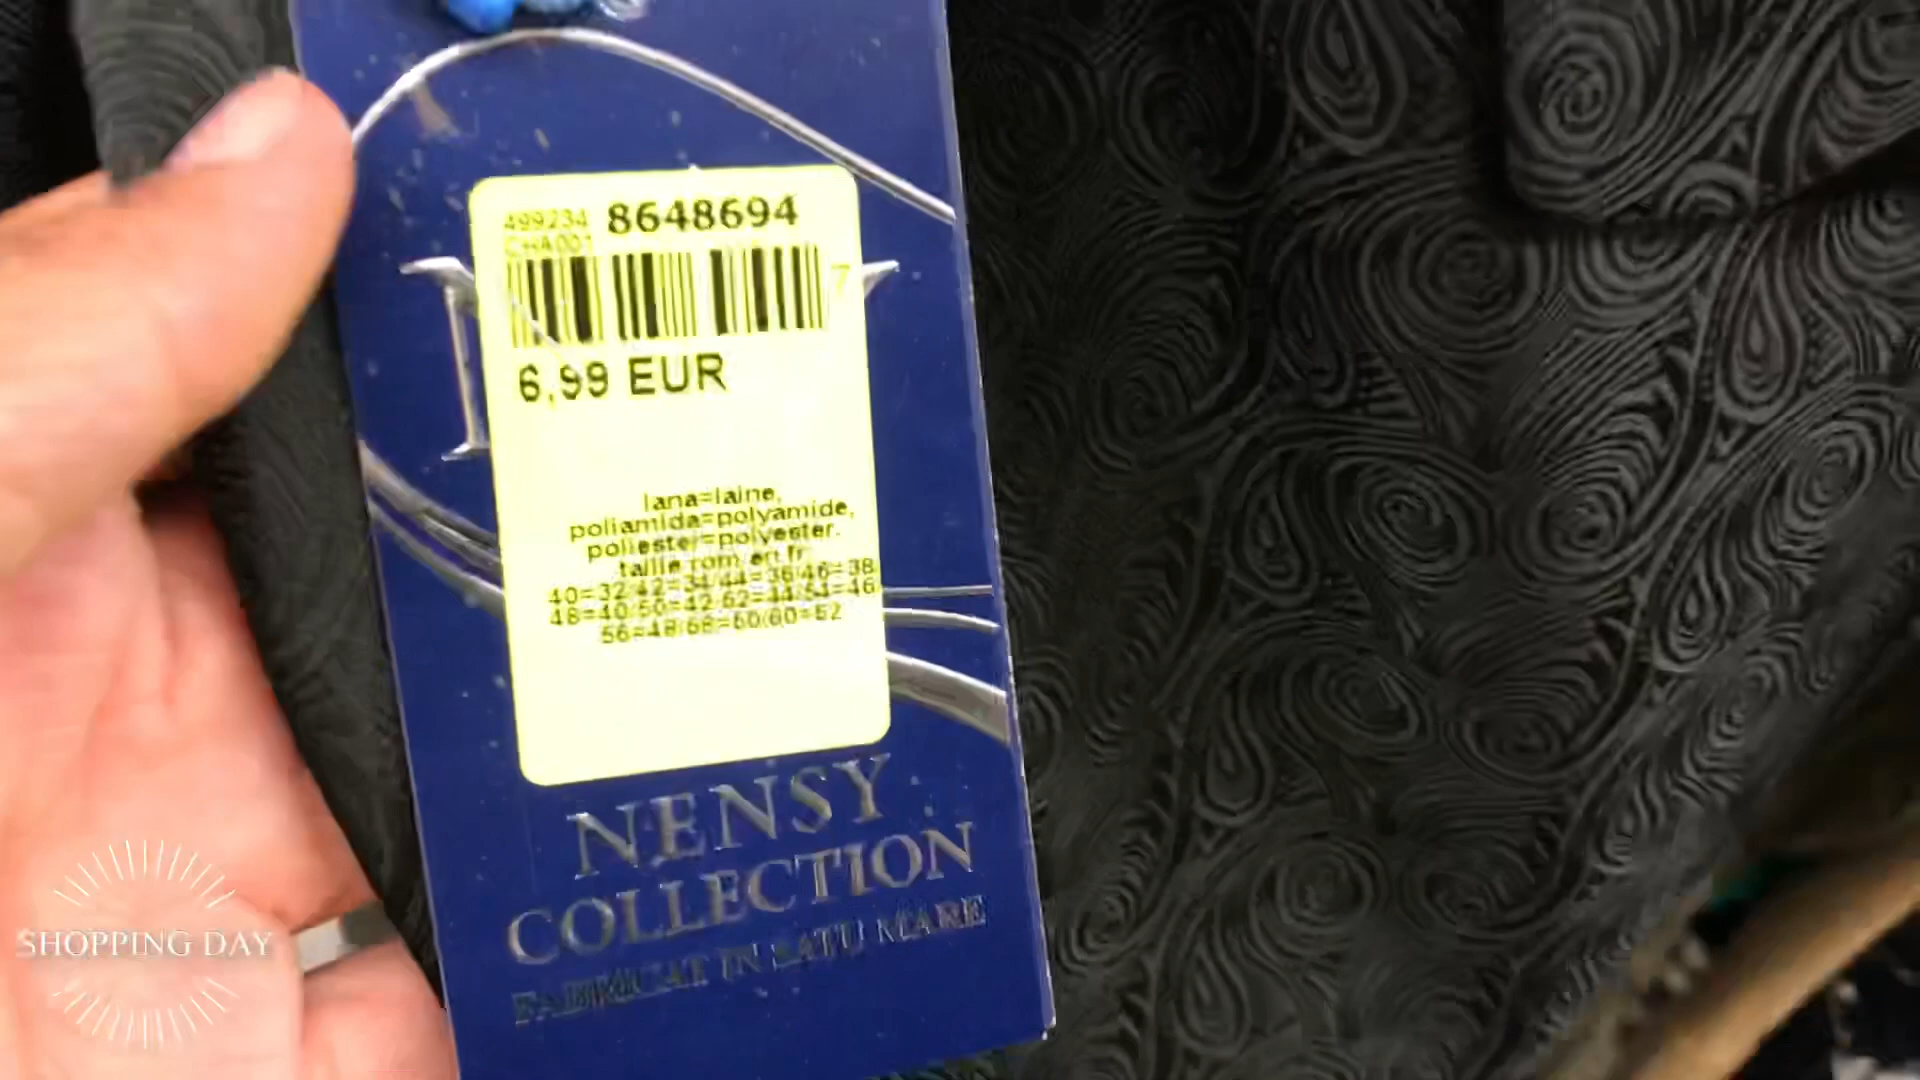 499234 8648694
CHA001
7
6,99 EUR
lana=laine,
poliamida=polyamide,
poliester=polyester.
taille rom en fr
40=32/42=34/44=36/46=38
48=40/50=42/52=44/54=46
56=48/58=50/60=52
NENSY
COLLECTION
FABRICAT IN SATU MARE
SHOPPING DAY